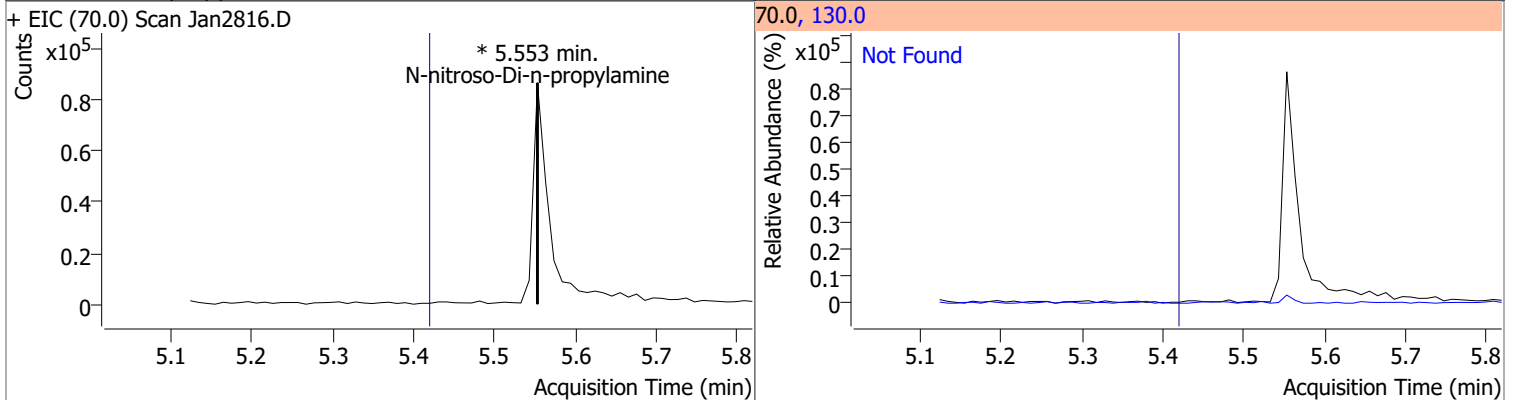 + EIC (70.0) Scan Jan2816.D
Counts
x10⁵
* 5.553 min.
N-nitroso-Di-n-propylamine
0.8
0.6
0.4
0.2
0
5.1 5.2 5.3 5.4 5.5 5.6 5.7 5.8
Acquisition Time (min)
70.0, 130.0
Relative Abundance (%)
x10⁵
Not Found
0.8
0.7
0.6
0.5
0.4
0.3
0.2
0.1
0
5.1 5.2 5.3 5.4 5.5 5.6 5.7 5.8
Acquisition Time (min)